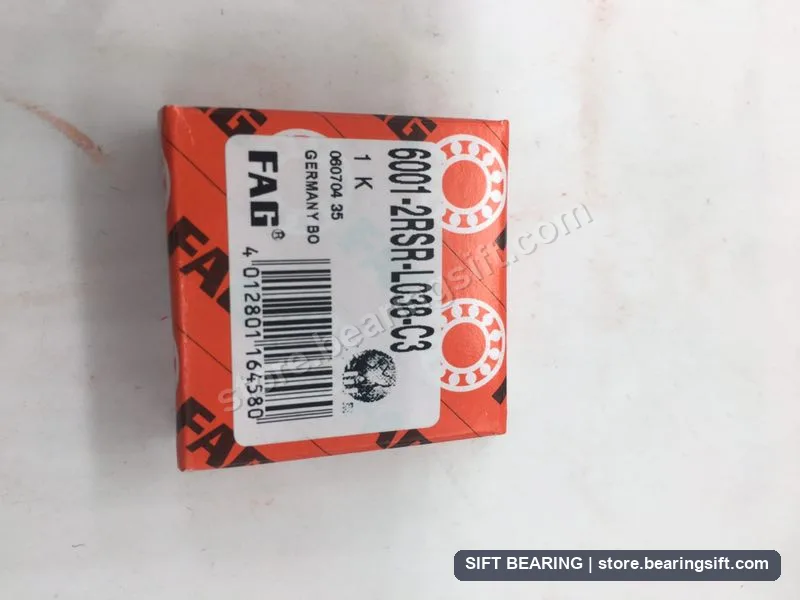 6001-2RSR-L038-C3
1 K
060704 35
GERMANY BO
FAG®
4 012801 164580
FAG
FAG
FAG
FAG
store.bearingsift.com
SIFT BEARING | store.bearingsift.com